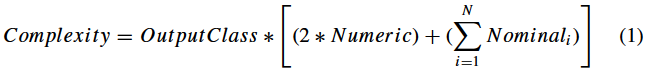 Complexity = OutputClass * [(2 * Numeric) + (∑_{i=1}^{N} Nominal_i)] (1)